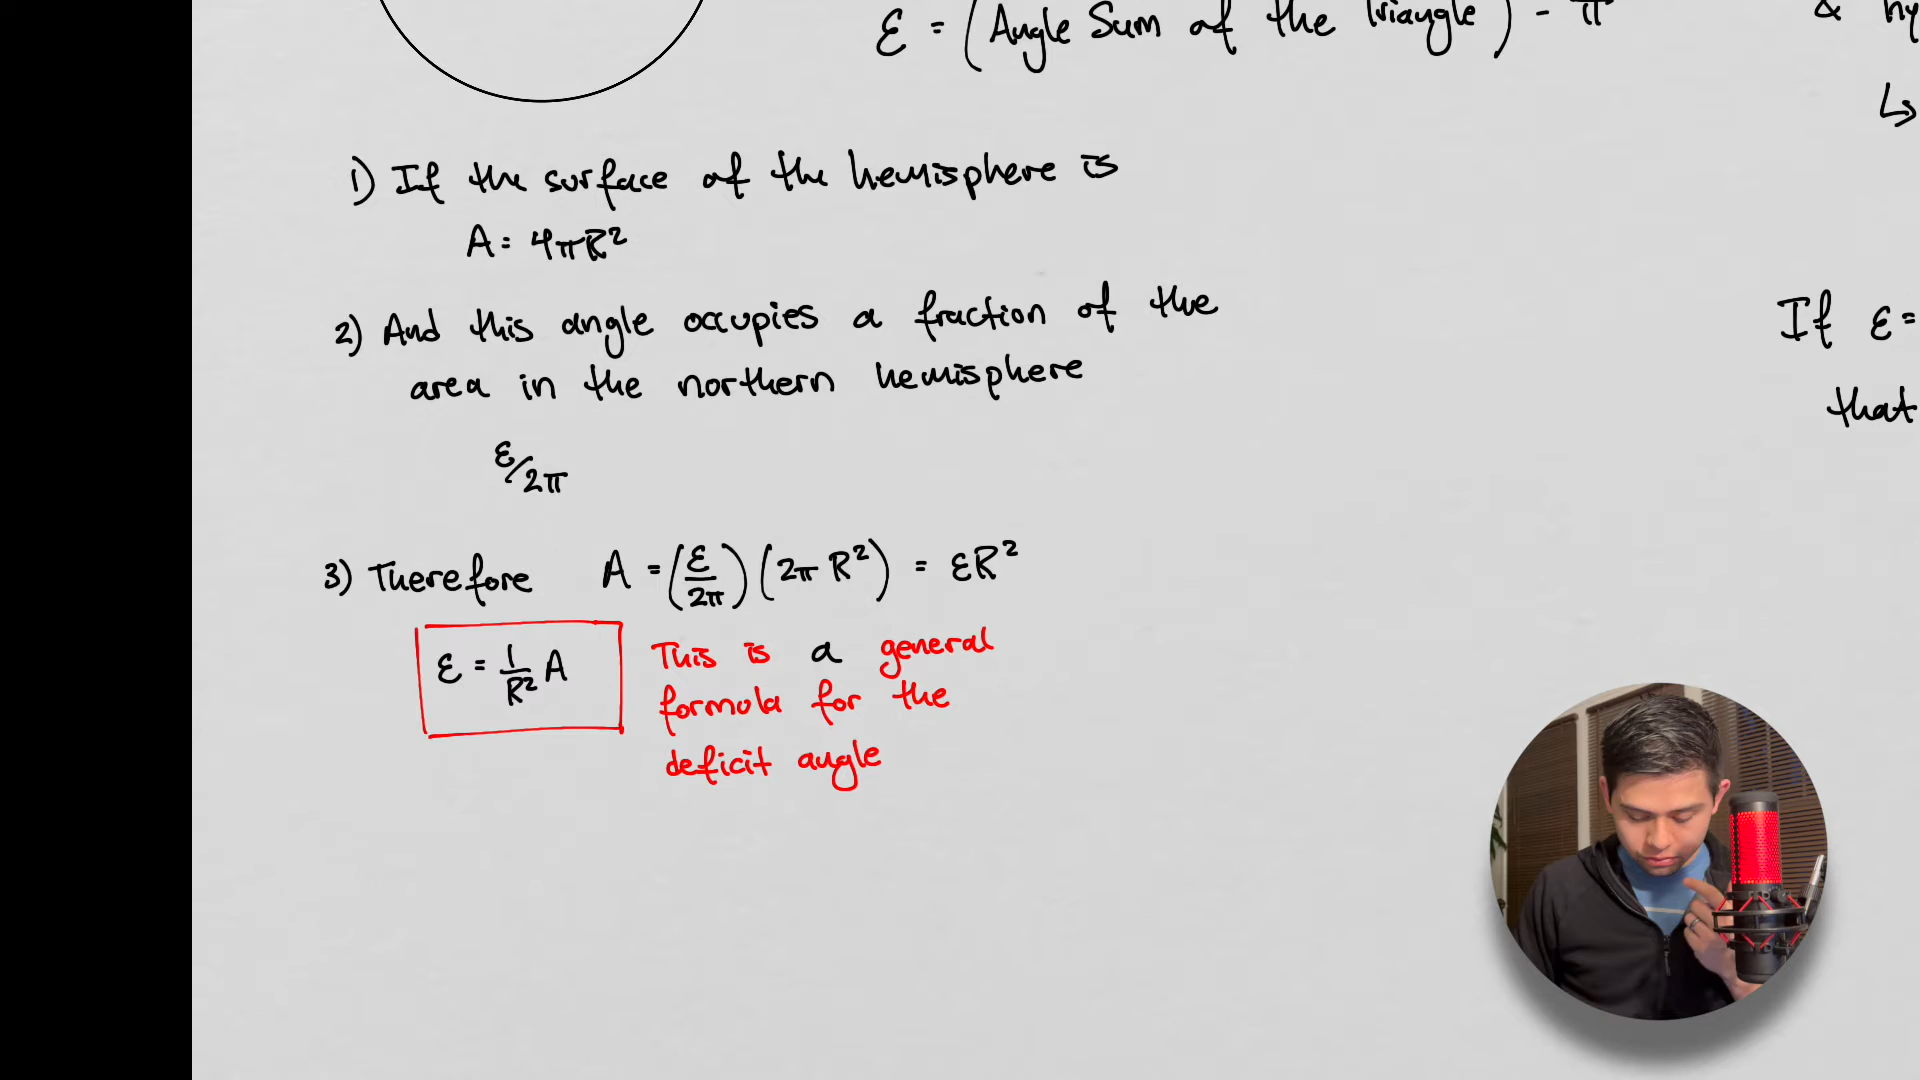 ε = (Angle Sum of the Triangle) - π
&
↳
1) If the surface of the hemisphere is
A = 4πR²
2) And this angle occupies a fraction of the
area in the northern hemisphere
ε/2π
If ε =
that
3) Therefore A = (ε/2π)(2πR²) = εR²
ε = 1/R² A
This is a general
formula for the
deficit angle